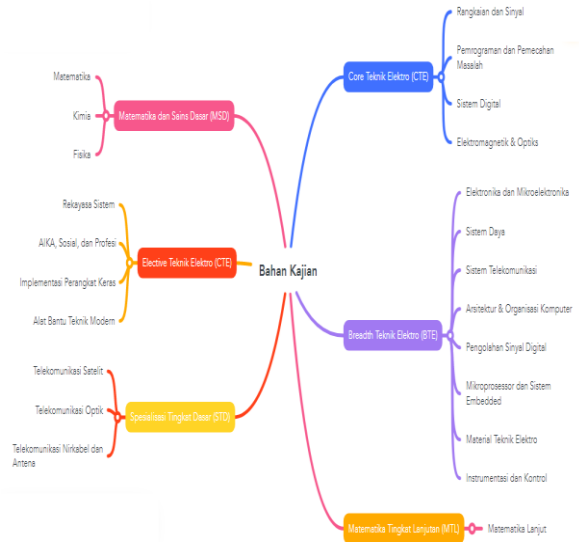 Bahan Kajian
Core Teknik Elektro (CTE)
Rangkaian dan Sinyal
Pemrograman dan Pemecahan
Masalah
Sistem Digital
Elektromagnetik & Optiks
Breadth Teknik Elektro (BTE)
Elektronika dan Mikroelektronika
Sistem Daya
Sistem Telekomunikasi
Arsitektur & Organisasi Komputer
Pengolahan Sinyal Digital
Mikroprosessor dan Sistem
Embedded
Material Teknik Elektro
Instrumentasi dan Kontrol
Matematika Tingkat Lanjutan (MTL)
Matematika Lanjut
Matematika dan Sains Dasar (MSD)
Matematika
Kimia
Fisika
Elective Teknik Elektro (CTE)
Rekayasa Sistem
AIKA, Sosial, dan Profesi
Implementasi Perangkat Keras
Alat Bantu Teknik Modern
Spesialisasi Tingkat Dasar (STD)
Telekomunikasi Satelit
Telekomunikasi Optik
Telekomunikasi Nirkabel dan
Antena